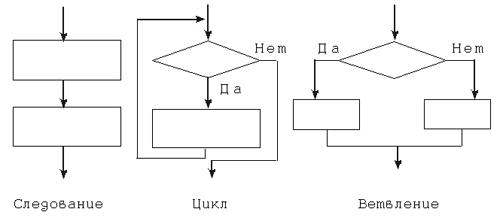 Да
Нет
Да
Нет
Следование
Цикл
Ветвление